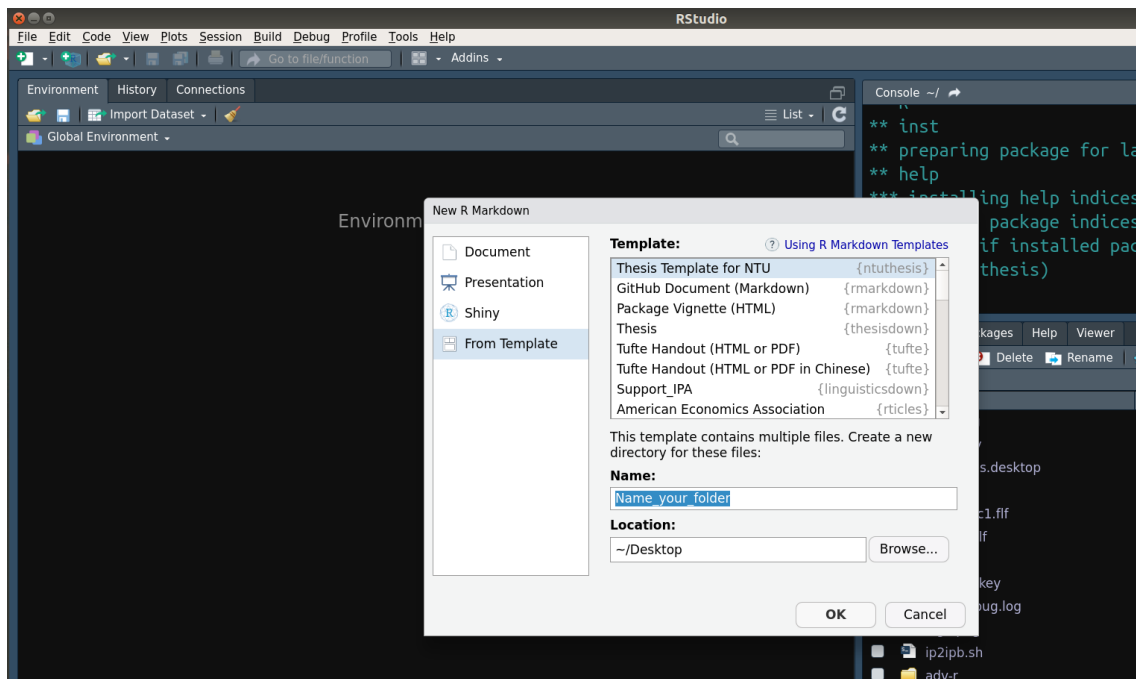 RStudio
File Edit Code View Plots Session Build Debug Profile Tools Help
Go to file/function Addins
Environment History Connections
Import Dataset List
Global Environment
Environm
Console ~/
** inst
** preparing package for la
** help
*** installing help indices
package indices
if installed pac
thesis)
New R Markdown
Document
Presentation
Shiny
From Template
Template: Using R Markdown Templates
Thesis Template for NTU {ntuthesis}
GitHub Document (Markdown) {rmarkdown}
Package Vignette (HTML) {rmarkdown}
Thesis {thesisdown}
Tufte Handout (HTML or PDF) {tufte}
Tufte Handout (HTML or PDF in Chinese) {tufte}
Support_IPA {linguisticsdown}
American Economics Association {rticles}
This template contains multiple files. Create a new
directory for these files:
Name:
Name_your_folder
Location:
~/Desktop Browse...
OK Cancel
kages Help Viewer
Delete Rename
s.desktop
c1.flf
lf
key
bug.log
ip2ipb.sh
adv-r